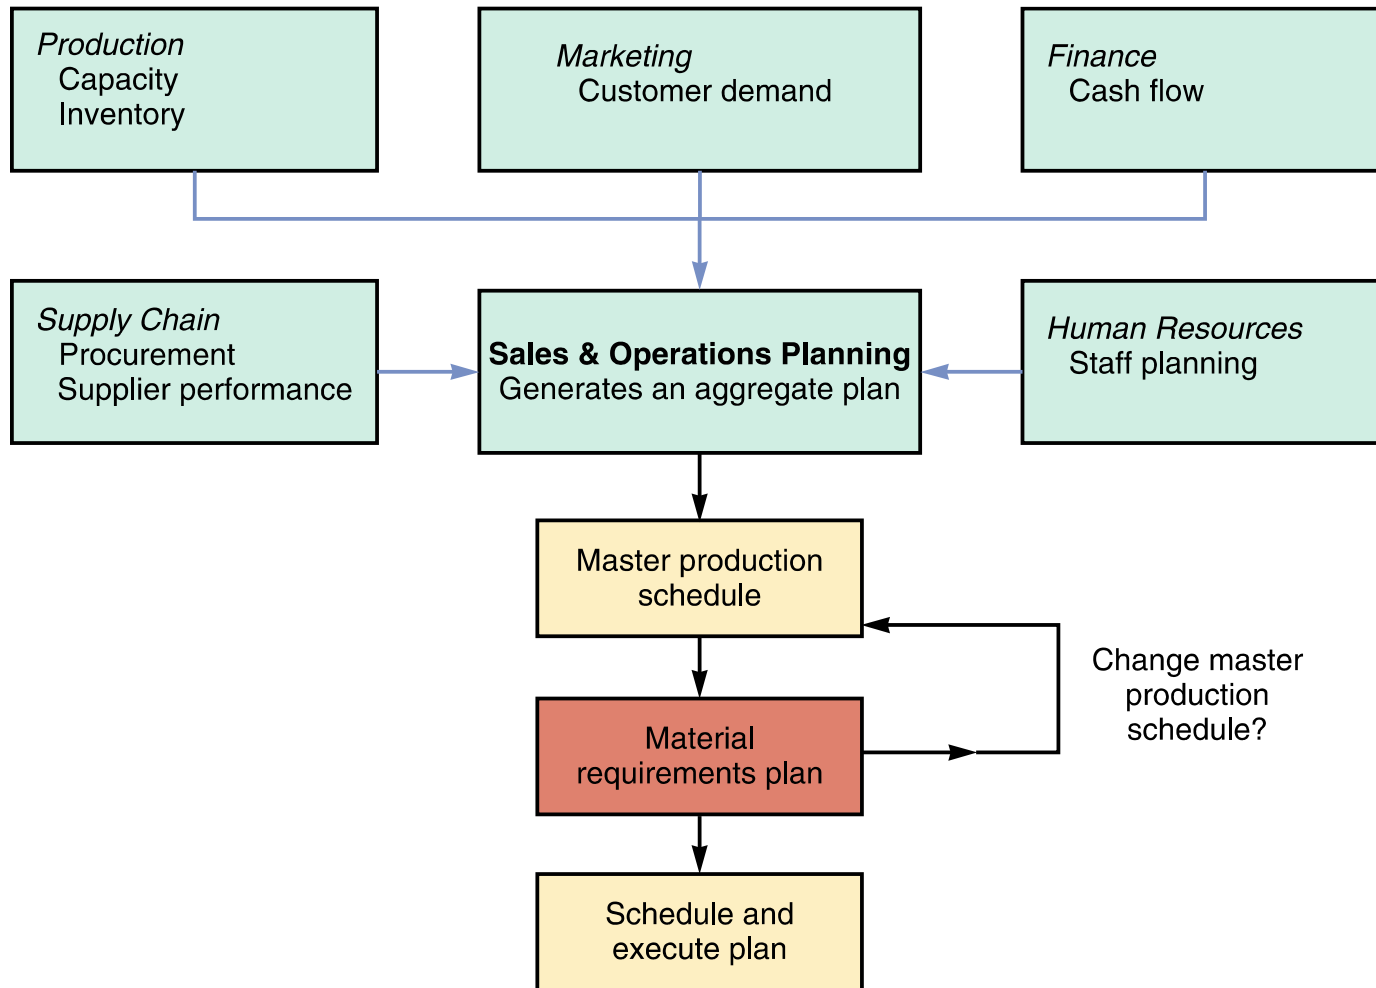 Production
Capacity
Inventory
Marketing
Customer demand
Finance
Cash flow
Supply Chain
Procurement
Supplier performance
Sales & Operations Planning
Generates an aggregate plan
Human Resources
Staff planning
Master production
schedule
Change master
production
schedule?
Material
requirements plan
Schedule and
execute plan